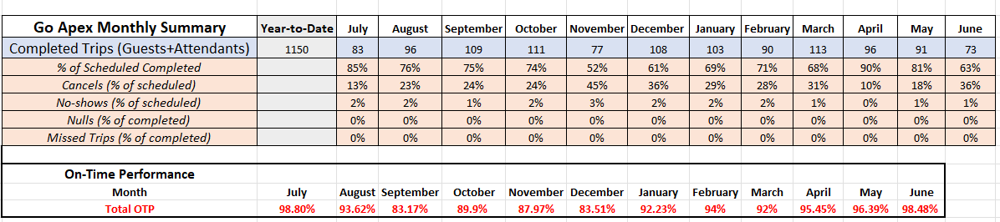 Go Apex Monthly Summary Year-to-Date July August September October November December January February March April May June
Completed Trips (Guests+Attendants) 1150 83 96 109 111 77 108 103 90 113 96 91 73
% of Scheduled Completed 85% 76% 75% 74% 52% 61% 69% 71% 68% 90% 81% 63%
Cancels (% of scheduled) 13% 23% 24% 24% 45% 36% 29% 28% 31% 10% 18% 36%
No-shows (% of scheduled) 2% 2% 1% 2% 3% 2% 2% 2% 1% 0% 1% 1%
Nulls (% of completed) 0% 0% 0% 0% 0% 0% 0% 0% 0% 0% 0% 0%
Missed Trips (% of completed) 0% 0% 0% 0% 0% 0% 0% 0% 0% 0% 0% 0%
On-Time Performance
Month July August September October November December January February March April May June
Total OTP 98.80% 93.62% 83.17% 89.9% 87.97% 83.51% 92.23% 94% 92% 95.45% 96.39% 98.48%